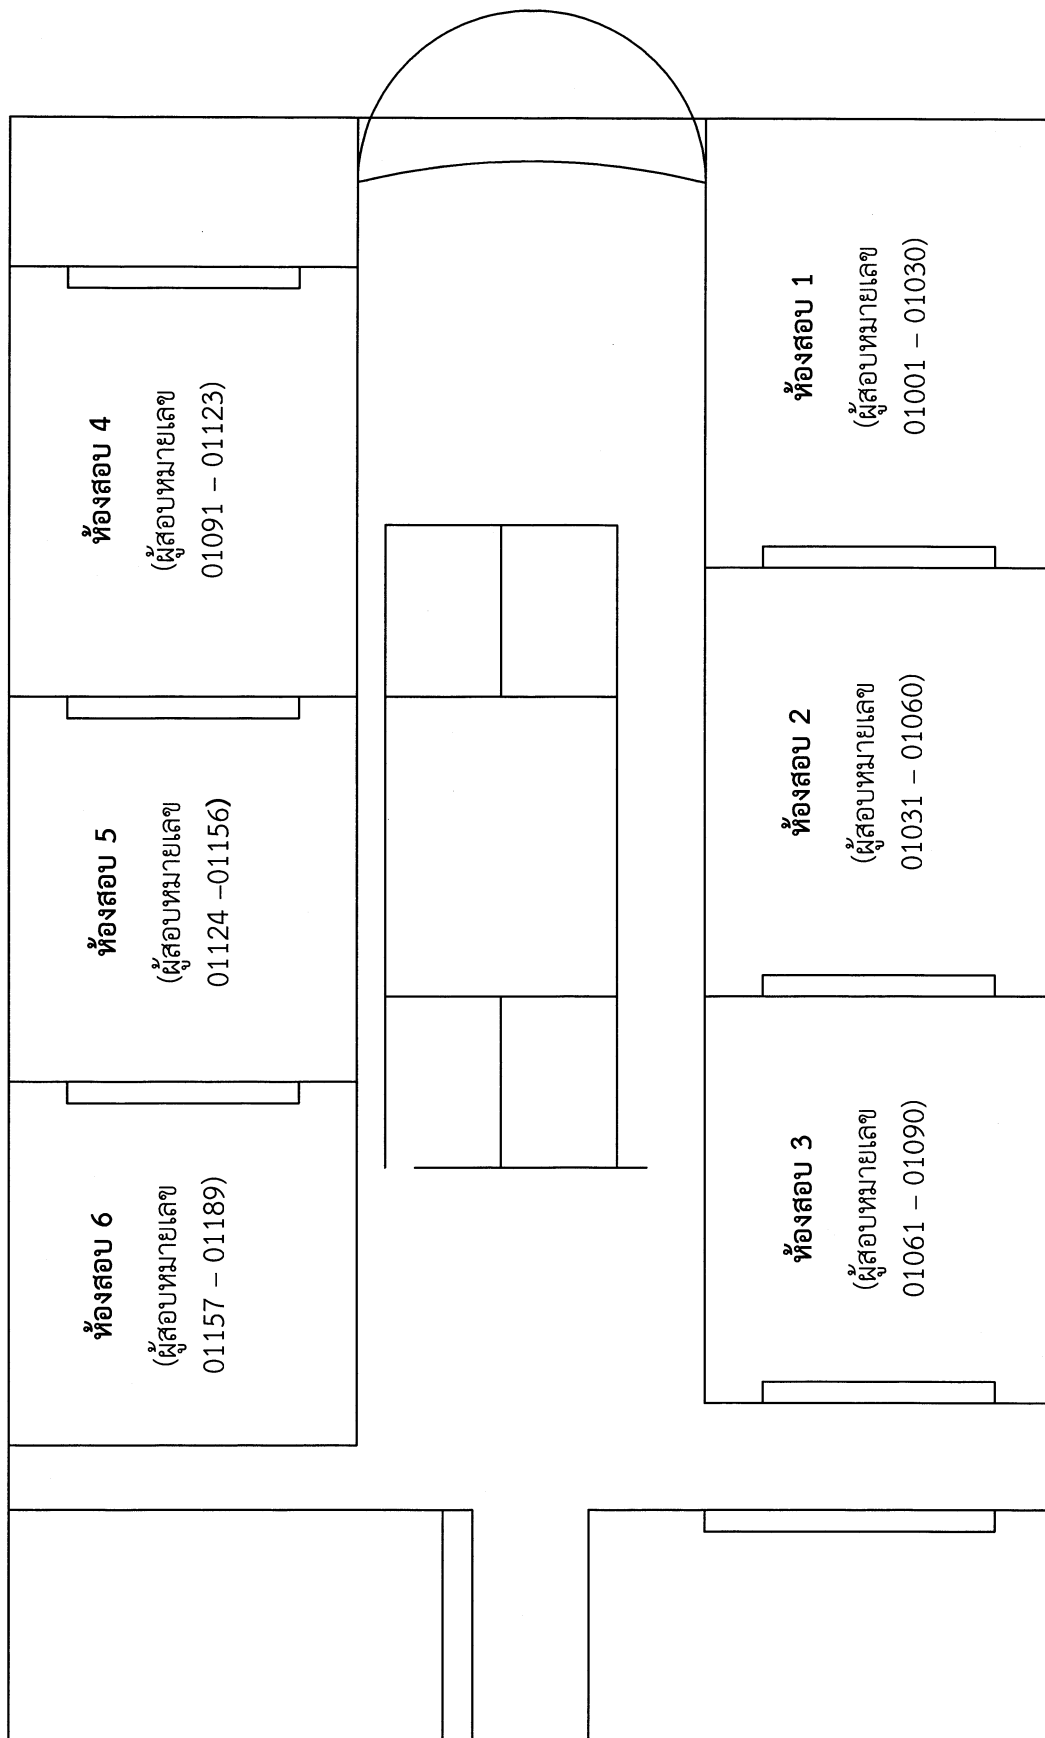 ห้องสอบ 4
(ผู้สอบหมายเลข
01091 – 01123)
ห้องสอบ 5
(ผู้สอบหมายเลข
01124 –01156)
ห้องสอบ 6
(ผู้สอบหมายเลข
01157 – 01189)
ห้องสอบ 1
(ผู้สอบหมายเลข
01001 – 01030)
ห้องสอบ 2
(ผู้สอบหมายเลข
01031 – 01060)
ห้องสอบ 3
(ผู้สอบหมายเลข
01061 – 01090)